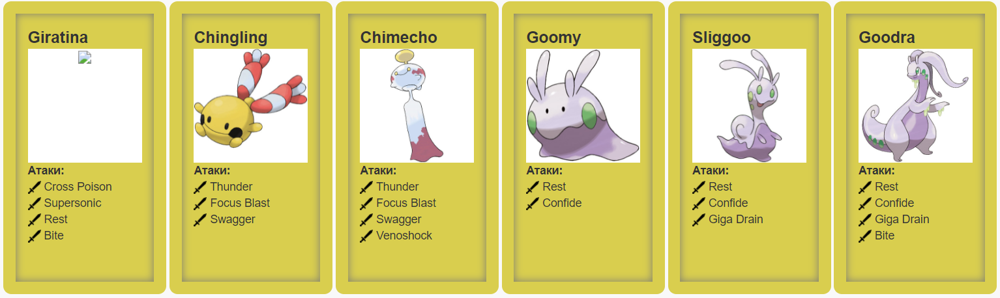 Giratina
Атаки:
Cross Poison
Supersonic
Rest
Bite
Chingling
Атаки:
Thunder
Focus Blast
Swagger
Chimecho
Атаки:
Thunder
Focus Blast
Swagger
Venoshock
Goomy
Атаки:
Rest
Confide
Sliggoo
Атаки:
Rest
Confide
Giga Drain
Goodra
Атаки:
Rest
Confide
Giga Drain
Bite